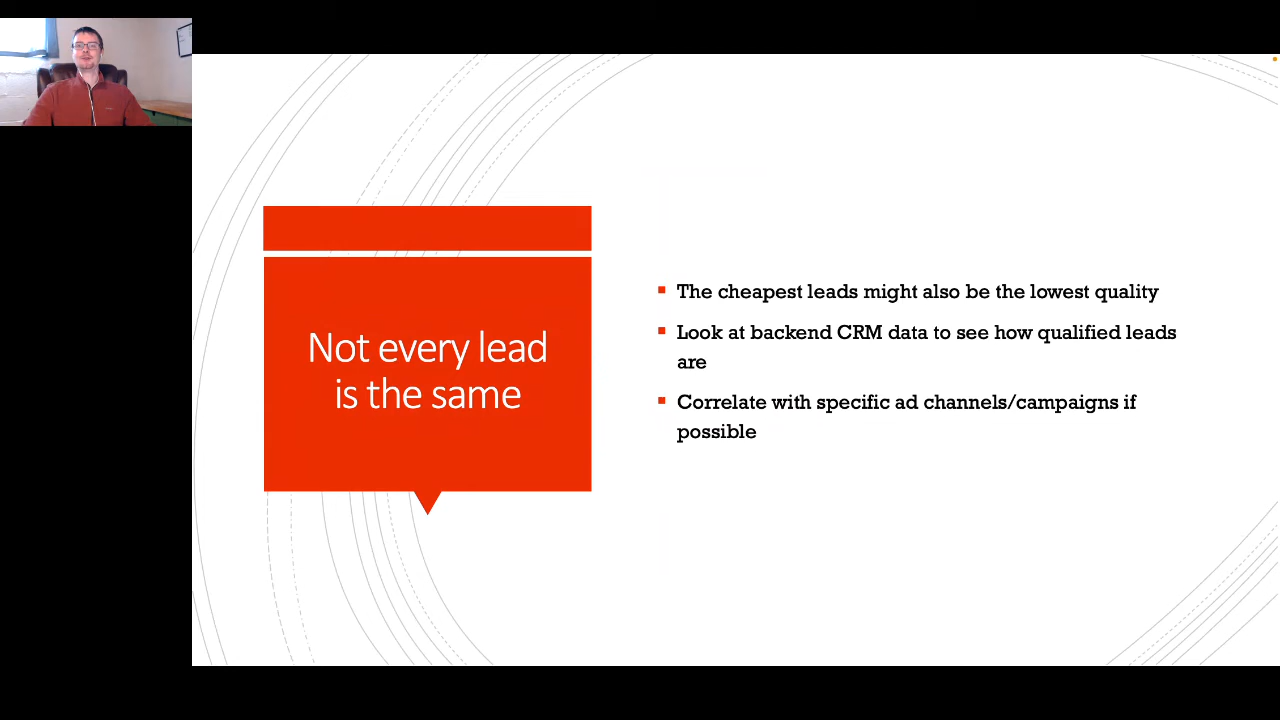 Not every lead
is the same
The cheapest leads might also be the lowest quality
Look at backend CRM data to see how qualified leads
are
Correlate with specific ad channels/campaigns if
possible